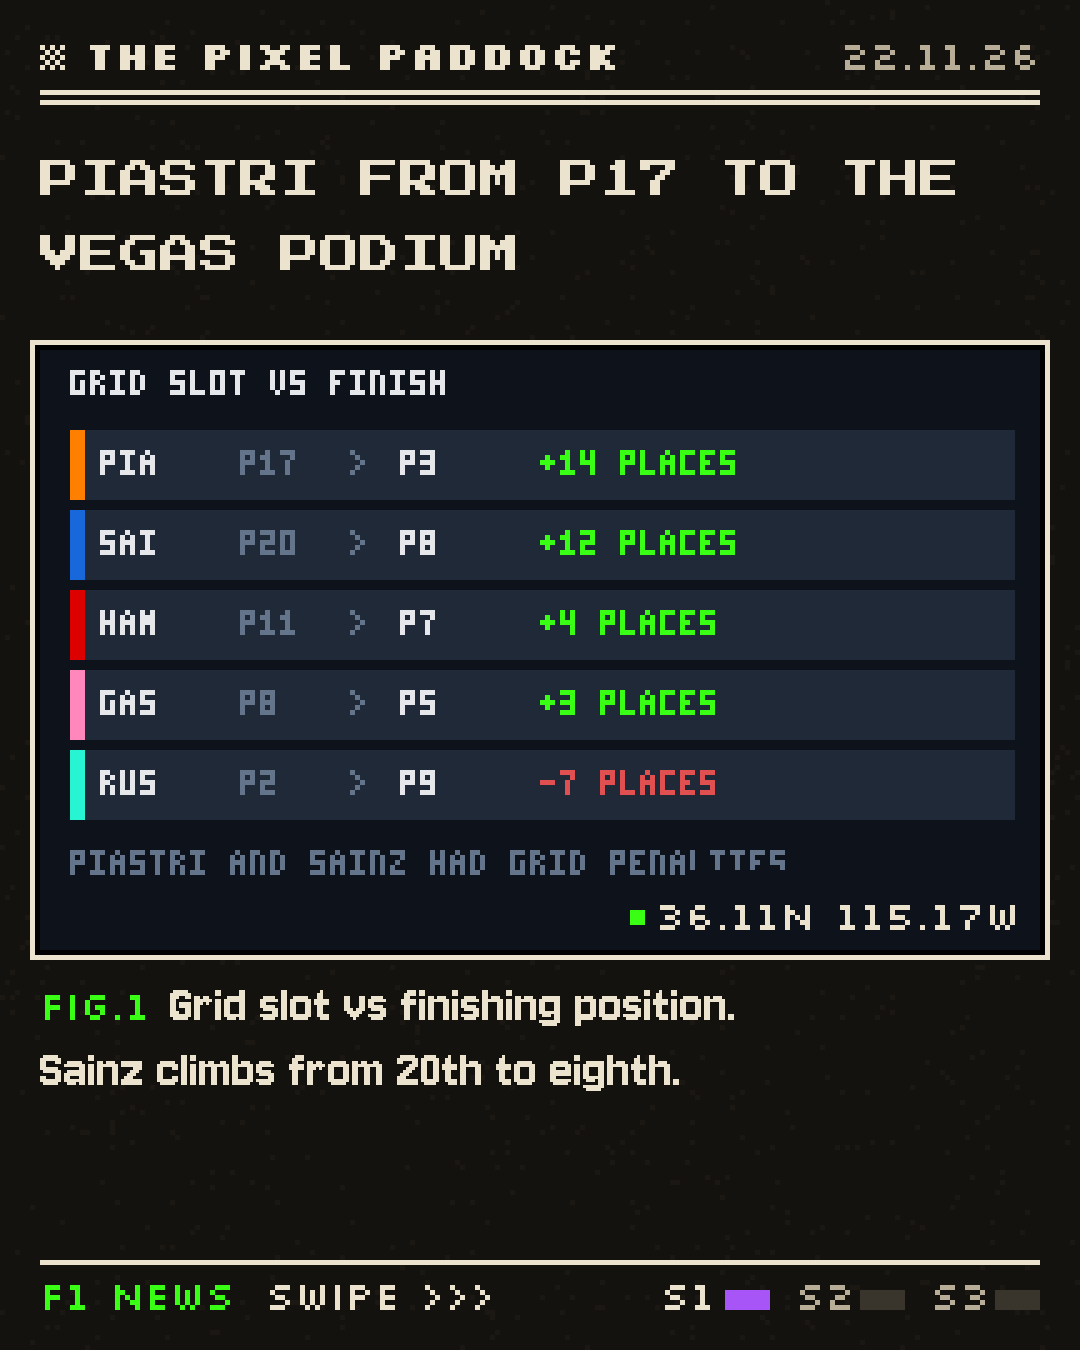 THE PIXEL PADDOCK 22.11.26
PIASTRI FROM P17 TO THE
VEGAS PODIUM
GRID SLOT VS FINISH
PIA P17 > P3 +14 PLACES
SAI P20 > P8 +12 PLACES
HAM P11 > P7 +4 PLACES
GAS P8 > P5 +3 PLACES
RUS P2 > P9 -7 PLACES
PIASTRI AND SAINZ HAD GRID PENALTIES
36.11N 115.17W
FIG.1 Grid slot vs finishing position.
Sainz climbs from 20th to eighth.
F1 NEWS SWIPE >>> S1 S2 S3